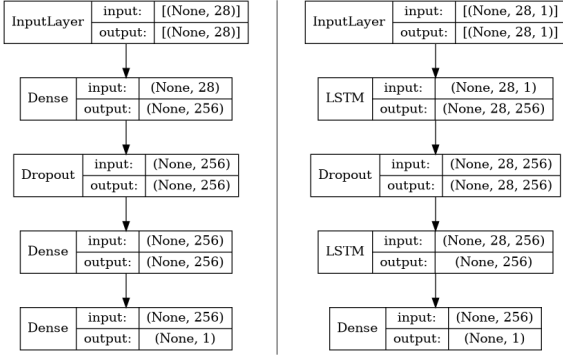 InputLayer
input: [(None, 28)]
output: [(None, 28)]
Dense
input: (None, 28)
output: (None, 256)
Dropout
input: (None, 256)
output: (None, 256)
Dense
input: (None, 256)
output: (None, 256)
Dense
input: (None, 256)
output: (None, 1)
InputLayer
input: [(None, 28, 1)]
output: [(None, 28, 1)]
LSTM
input: (None, 28, 1)
output: (None, 28, 256)
Dropout
input: (None, 28, 256)
output: (None, 28, 256)
LSTM
input: (None, 28, 256)
output: (None, 256)
Dense
input: (None, 256)
output: (None, 1)